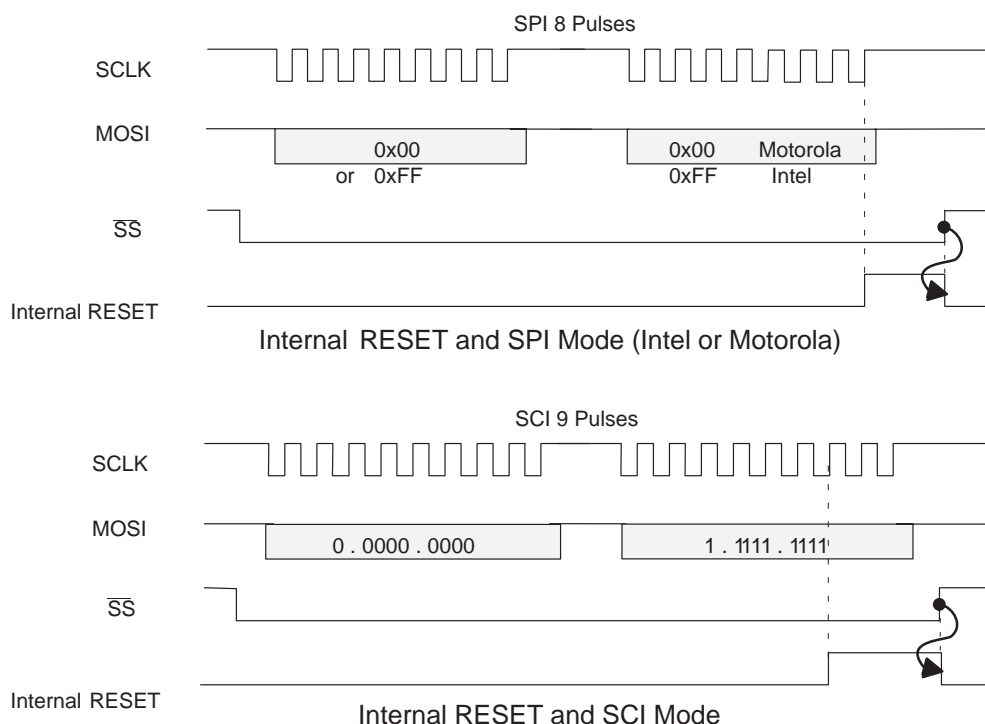 SPI 8 Pulses
SCLK
MOSI
0x00
or 0xFF
0x00 Motorola
0xFF Intel
SS
Internal RESET
Internal RESET and SPI Mode (Intel or Motorola)
SCI 9 Pulses
SCLK
MOSI
0 . 0000 . 0000
1 . 1111 . 1111
SS
Internal RESET
Internal RESET and SCI Mode